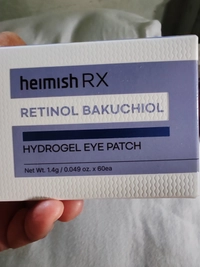 heimish RX
RETINOL BAKUCHIOL
HYDROGEL EYE PATCH
Net Wt. 1.4g / 0.049 oz. x 60ea